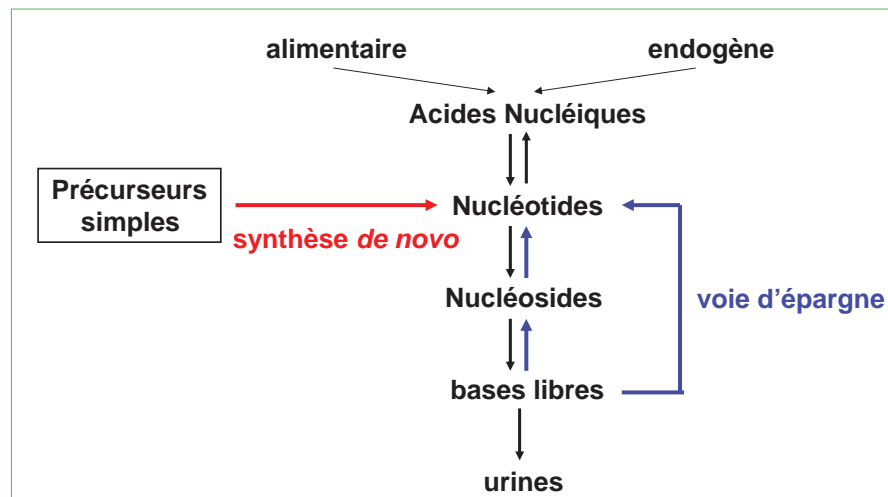 alimentaire
endogène
Acides Nucléiques
Précurseurs
simples
Nucléotides
synthèse de novo
Nucléosides
voie d’épargne
bases libres
urines